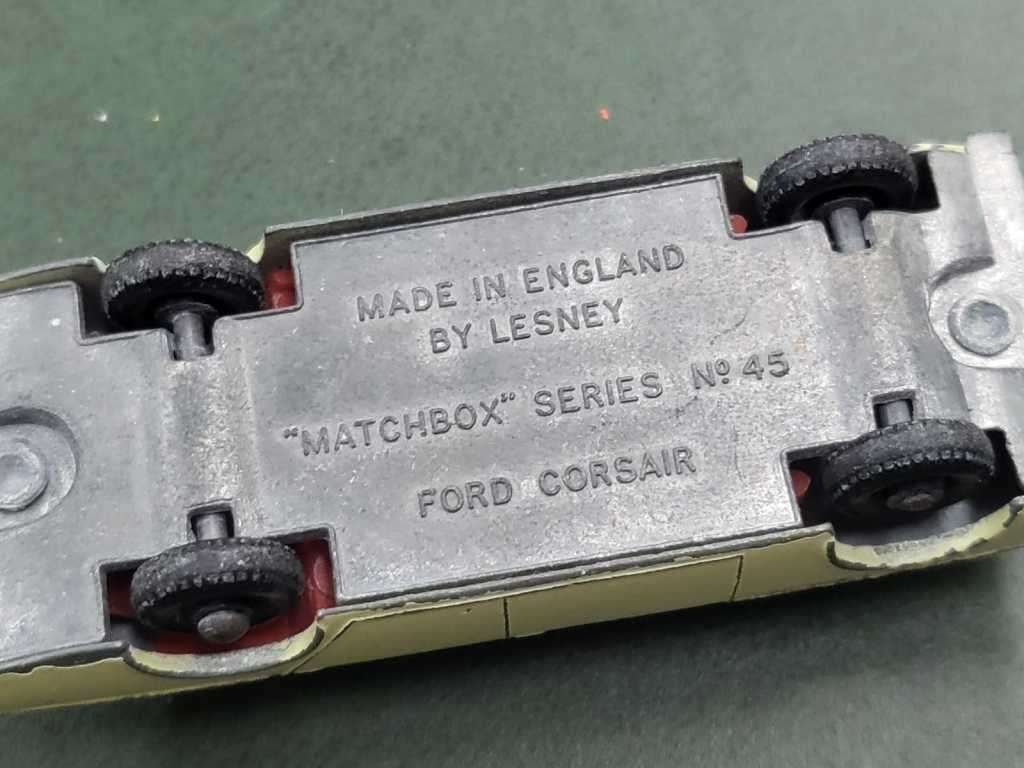 MADE IN ENGLAND
BY LESNEY
"MATCHBOX" SERIES Nº 45
FORD CORSAIR